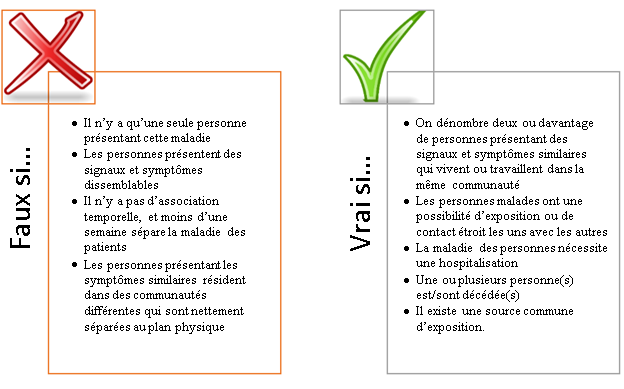 Faux si...
• Il n'y a qu'une seule personne
présentant cette maladie
• Les personnes présentent des
signaux et symptômes
dissemblables
• Il n'y a pas d'association
temporelle, et moins d'une
semaine sépare la maladie des
patients
• Les personnes présentant les
symptômes similaires résident
dans des communautés
différentes qui sont nettement
séparées au plan physique
Vrai si...
• On dénombre deux ou davantage
de personnes présentant des
signaux et symptômes similaires
qui vivent ou travaillent dans la
même communauté
• Les personnes malades ont une
possibilité d'exposition ou de
contact étroit les uns avec les autres
• La maladie des personnes nécessite
une hospitalisation
• Une ou plusieurs personne(s)
est/sont décédée(s)
• Il existe une source commune
d'exposition.